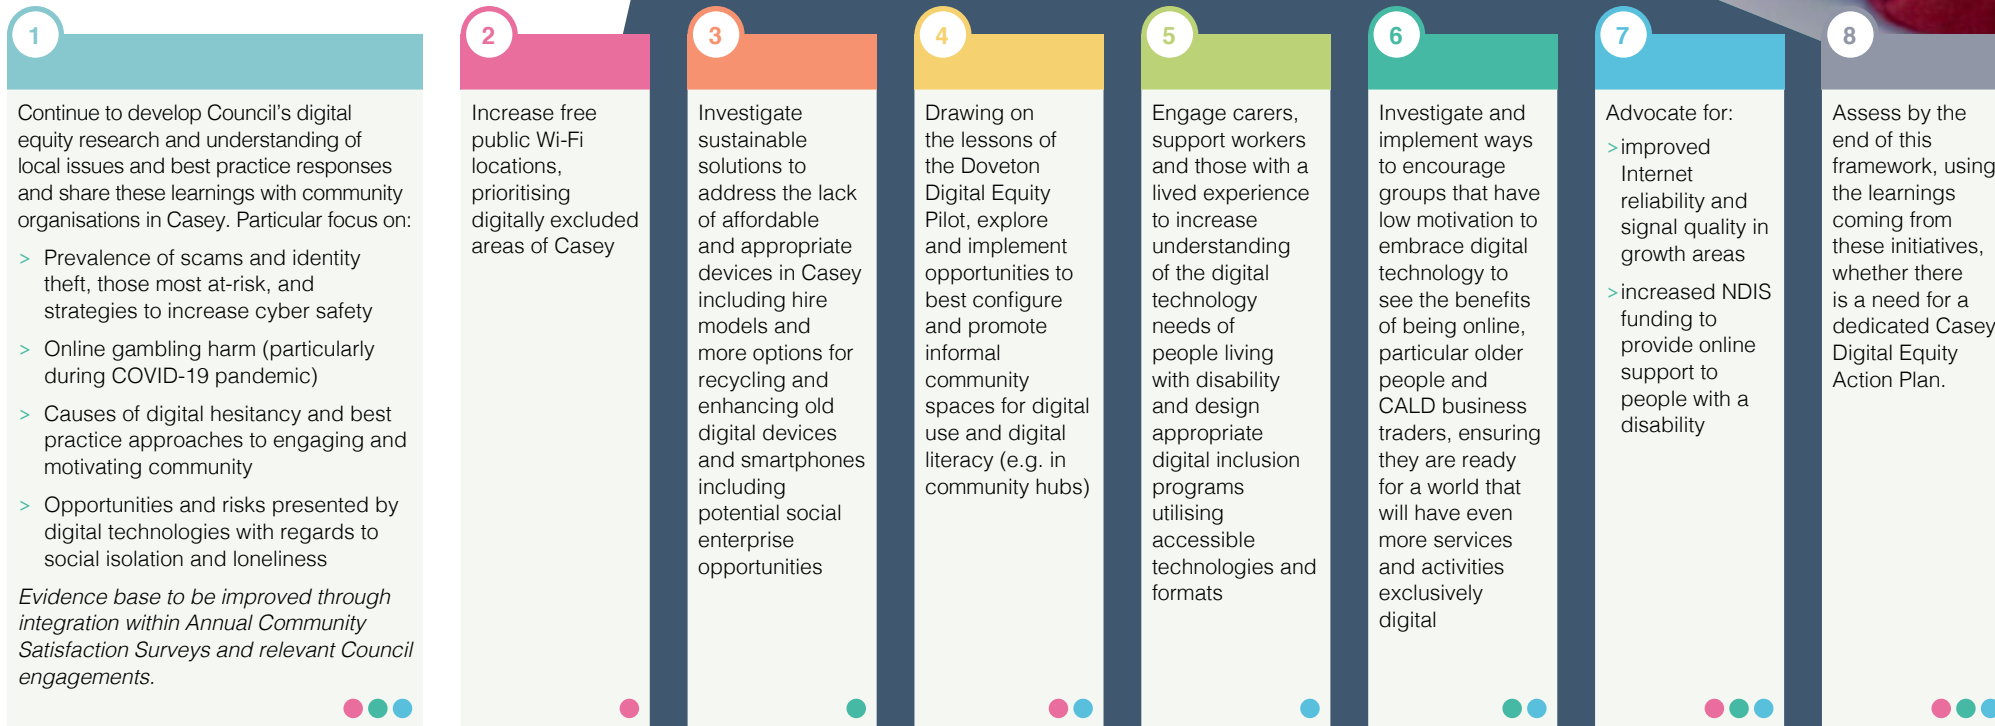 1
Continue to develop Council's digital
equity research and understanding of
local issues and best practice responses
and share these learnings with community
organisations in Casey. Particular focus on:
> Prevalence of scams and identity
theft, those most at-risk, and
strategies to increase cyber safety
> Online gambling harm (particularly
during COVID-19 pandemic)
> Causes of digital hesitancy and best
practice approaches to engaging and
motivating community
> Opportunities and risks presented by
digital technologies with regards to
social isolation and loneliness
Evidence base to be improved through
integration within Annual Community
Satisfaction Surveys and relevant Council
engagements.
2
Increase free
public Wi-Fi
locations,
prioritising
digitally excluded
areas of Casey
3
Investigate
sustainable
solutions to
address the lack
of affordable
and appropriate
devices in Casey
including hire
models and
more options for
recycling and
enhancing old
digital devices
and smartphones
including
potential social
enterprise
opportunities
4
Drawing on
the lessons of
the Doveton
Digital Equity
Pilot, explore
and implement
opportunities to
best configure
and promote
informal
community
spaces for digital
use and digital
literacy (e.g. in
community hubs)
5
Engage carers,
support workers
and those with a
lived experience
to increase
understanding
of the digital
technology
needs of
people living
with disability
and design
appropriate
digital inclusion
programs
utilising
accessible
technologies and
formats
6
Investigate and
implement ways
to encourage
groups that have
low motivation to
embrace digital
technology to
see the benefits
of being online,
particular older
people and
CALD business
traders, ensuring
they are ready
for a world that
will have even
more services
and activities
exclusively
digital
7
Advocate for:
> improved
Internet
reliability and
signal quality in
growth areas
> increased NDIS
funding to
provide online
support to
people with a
disability
8
Assess by the
end of this
framework, using
the learnings
coming from
these initiatives,
whether there
is a need for a
dedicated Casey
Digital Equity
Action Plan.